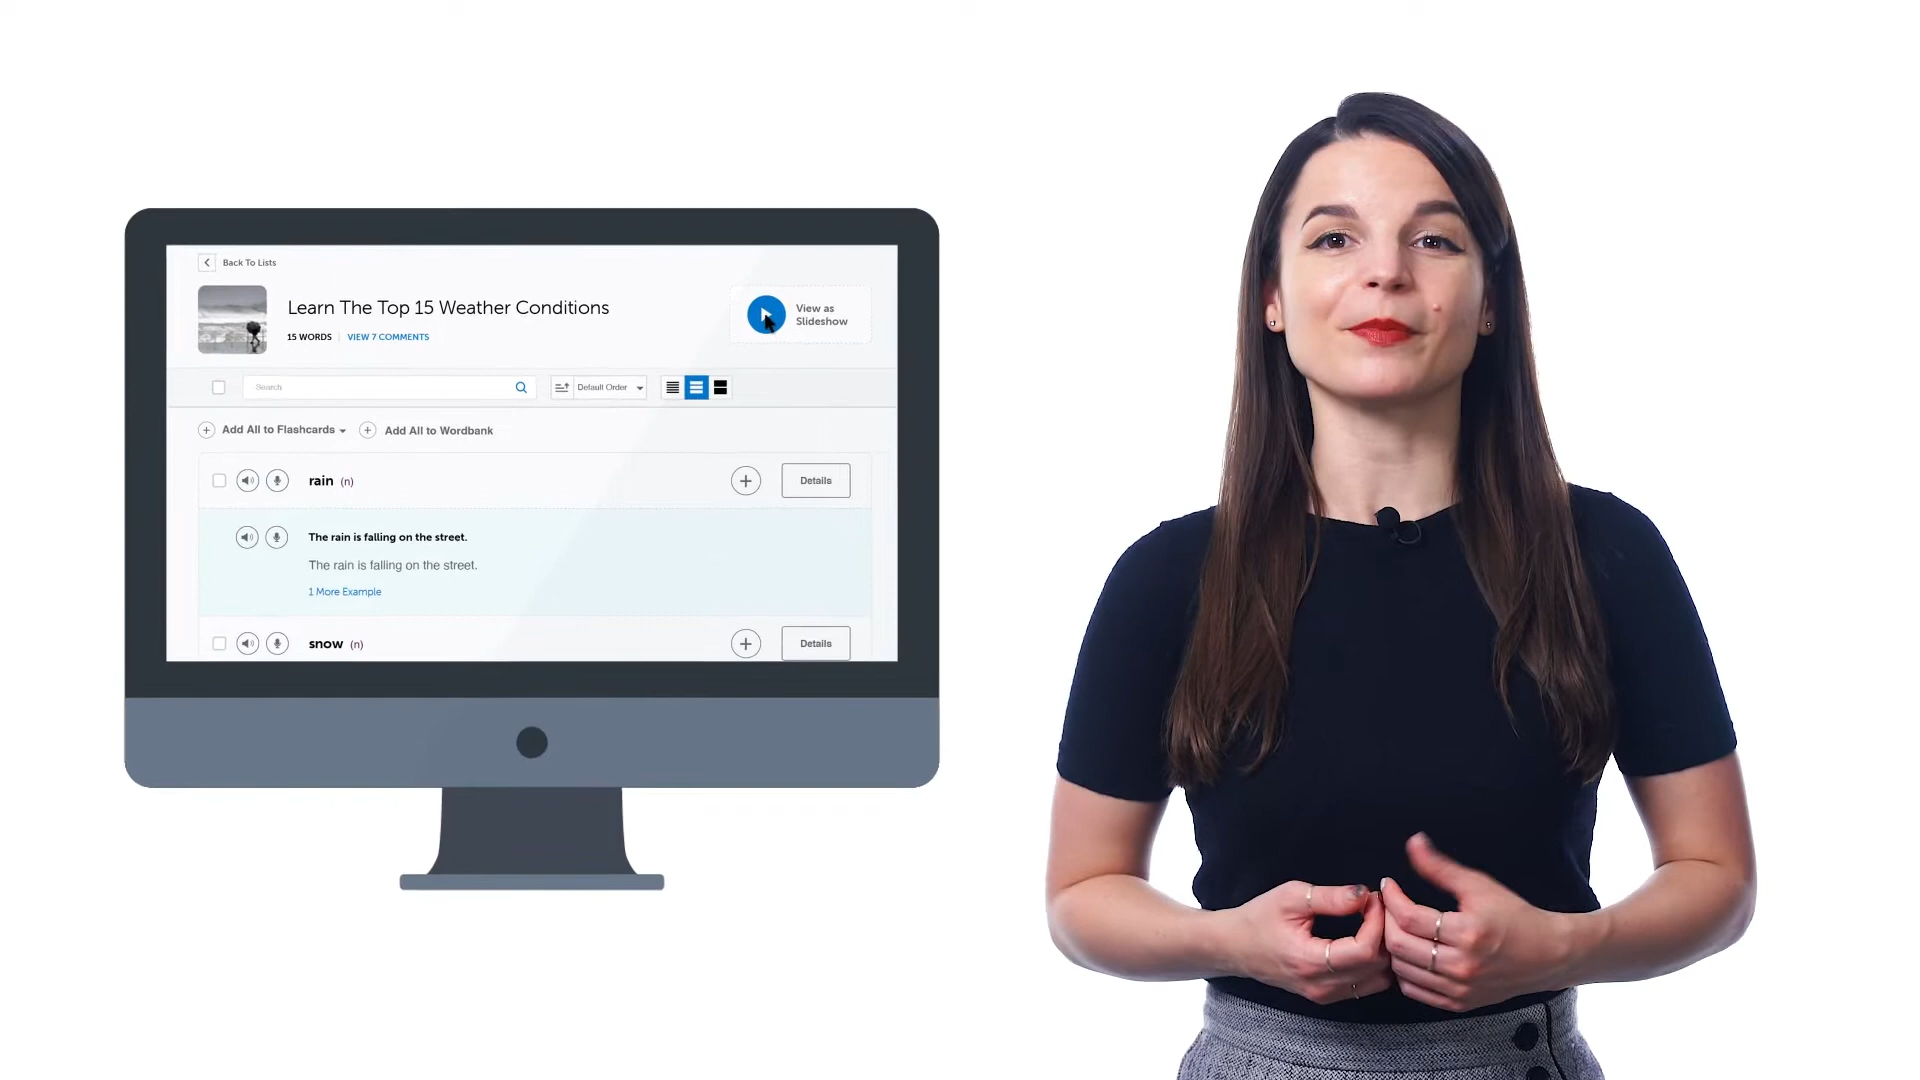 Back To Lists
Learn The Top 15 Weather Conditions
15 WORDS | VIEW 7 COMMENTS
View as
Slideshow
Search
Default Order
Add All to Flashcards
Add All to Wordbank
rain (n)
Details
The rain is falling on the street.
The rain is falling on the street.
1 More Example
snow (n)
Details